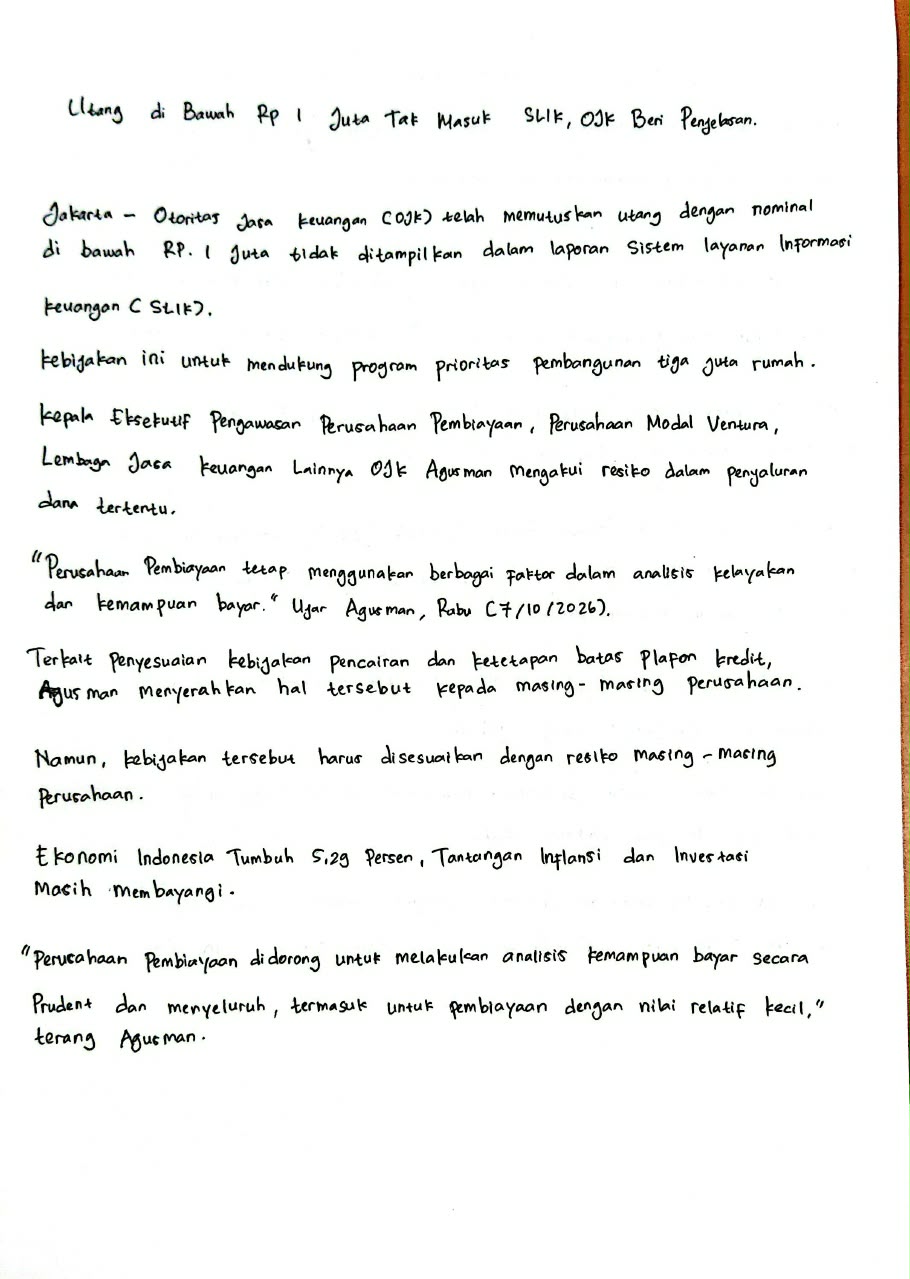 Utang di Bawah Rp 1 Juta Tak Masuk SLIK, OJK Beri Penjelasan.
Jakarta - Otoritas Jasa keuangan (OJK) telah memutuskan utang dengan nominal
di bawah RP. 1 Juta tidak ditampilkan dalam laporan Sistem layanan Informasi
keuangan (SLIK).
kebijakan ini untuk mendukung program prioritas pembangunan tiga juta rumah.
kepala Eksekutif Pengawasan Perusahaan Pembiayaan, Perusahaan Modal Ventura,
Lembaga Jasa keuangan Lainnya OJK Agusman mengakui resiko dalam penyaluran
dana tertentu.
"Perusahaan Pembiayaan tetap menggunakan berbagai faktor dalam analisis kelayakan
dan kemampuan bayar." Ujar Agusman, Rabu (7/10/2026).
Terkait penyesuaian kebijakan pencairan dan ketetapan batas plafon kredit,
Agusman menyerahkan hal tersebut kepada masing-masing perusahaan.
Namun, kebijakan tersebut harus disesuaikan dengan resiko masing-masing
perusahaan.
Ekonomi Indonesia Tumbuh 5,29 Persen, Tantangan Inflansi dan Investasi
Masih membayangi.
"Perusahaan Pembiayaan didorong untuk melakukan analisis kemampuan bayar secara
Prudent dan menyeluruh, termasuk untuk pembiayaan dengan nilai relatif kecil,"
terang Agusman.